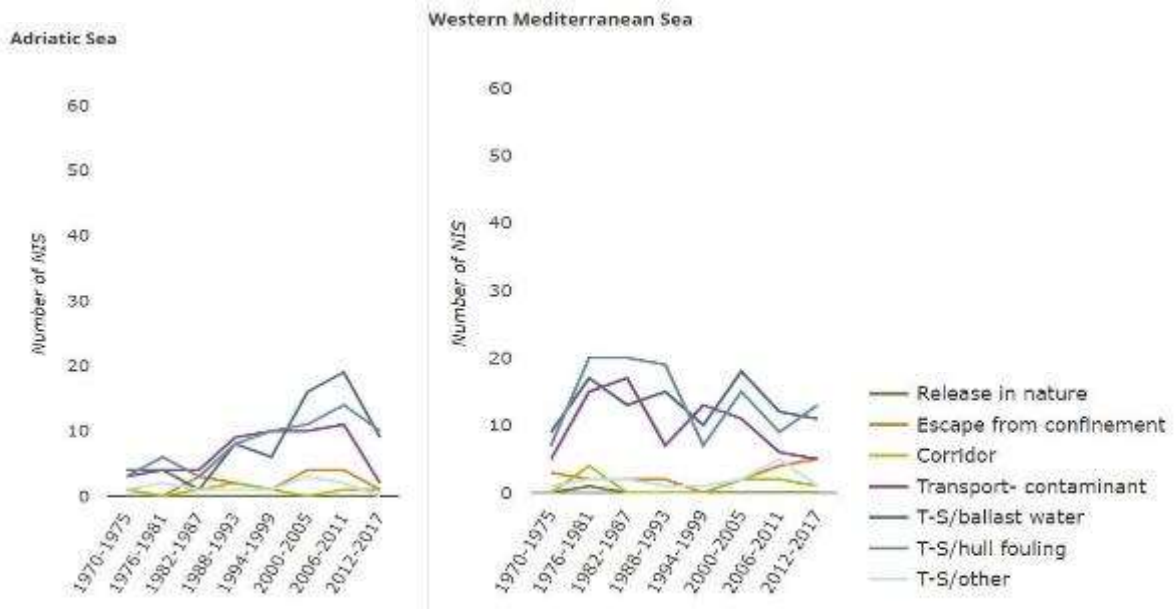 Adriatic Sea
60
50
40
30
20
10
0
Number of NIS
1970-1975
1976-1981
1982-1987
1988-1993
1994-1999
2000-2005
2006-2011
2012-2017
Western Mediterranean Sea
60
50
40
30
20
10
0
Number of NIS
1970-1975
1976-1981
1982-1987
1988-1993
1994-1999
2000-2005
2006-2011
2012-2017
Release in nature
Escape from confinement
Corridor
Transport- contaminant
T-S/ballast water
T-S/hull fouling
T-S/other